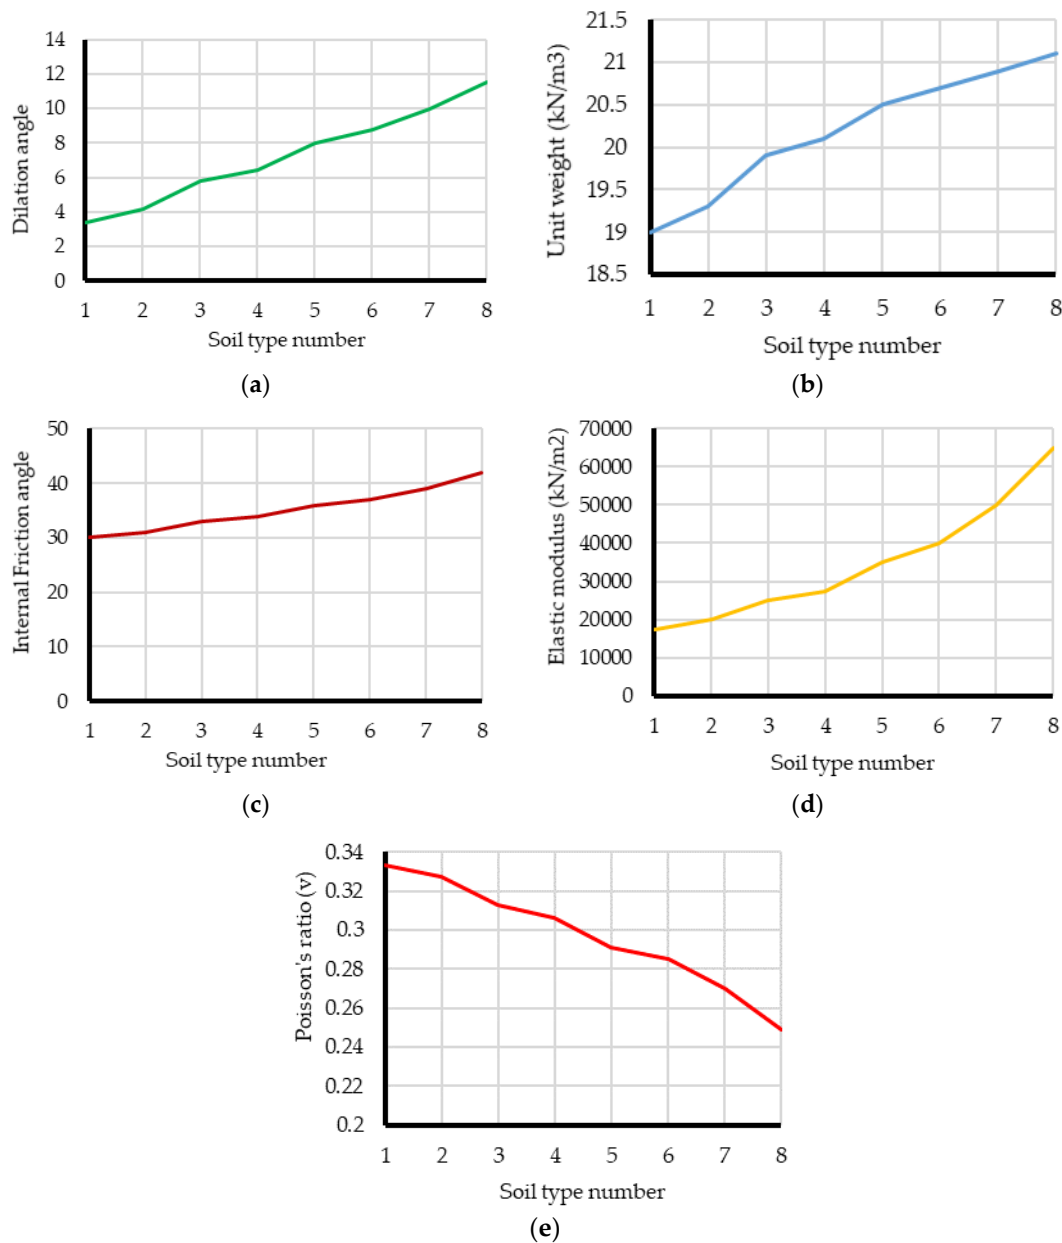 Dilation angle
14
12
10
8
6
4
2
0
1 2 3 4 5 6 7 8
Soil type number
(a)
Unit weight (kN/m3)
21.5
21
20.5
20
19.5
19
18.5
1 2 3 4 5 6 7 8
Soil type number
(b)
Internal Friction angle
50
40
30
20
10
0
1 2 3 4 5 6 7 8
Soil type number
(c)
Elastic modulus (kN/m2)
70000
60000
50000
40000
30000
20000
10000
0
1 2 3 4 5 6 7 8
Soil type number
(d)
Poisson's ratio (v)
0.34
0.32
0.3
0.28
0.26
0.24
0.22
0.2
1 2 3 4 5 6 7 8
Soil type number
(e)